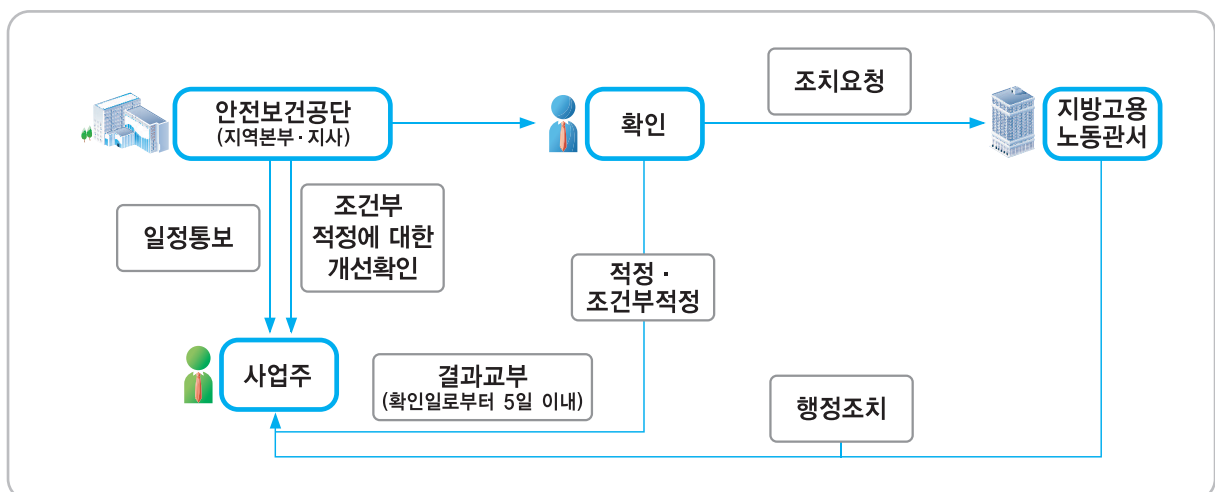 안전보건공단
(지역본부·지사)
확인
조치요청
지방고용
노동관서
일정통보
조건부
적정에 대한
개선확인
적정·
조건부적정
사업주
결과교부
(확인일로부터 5일 이내)
행정조치